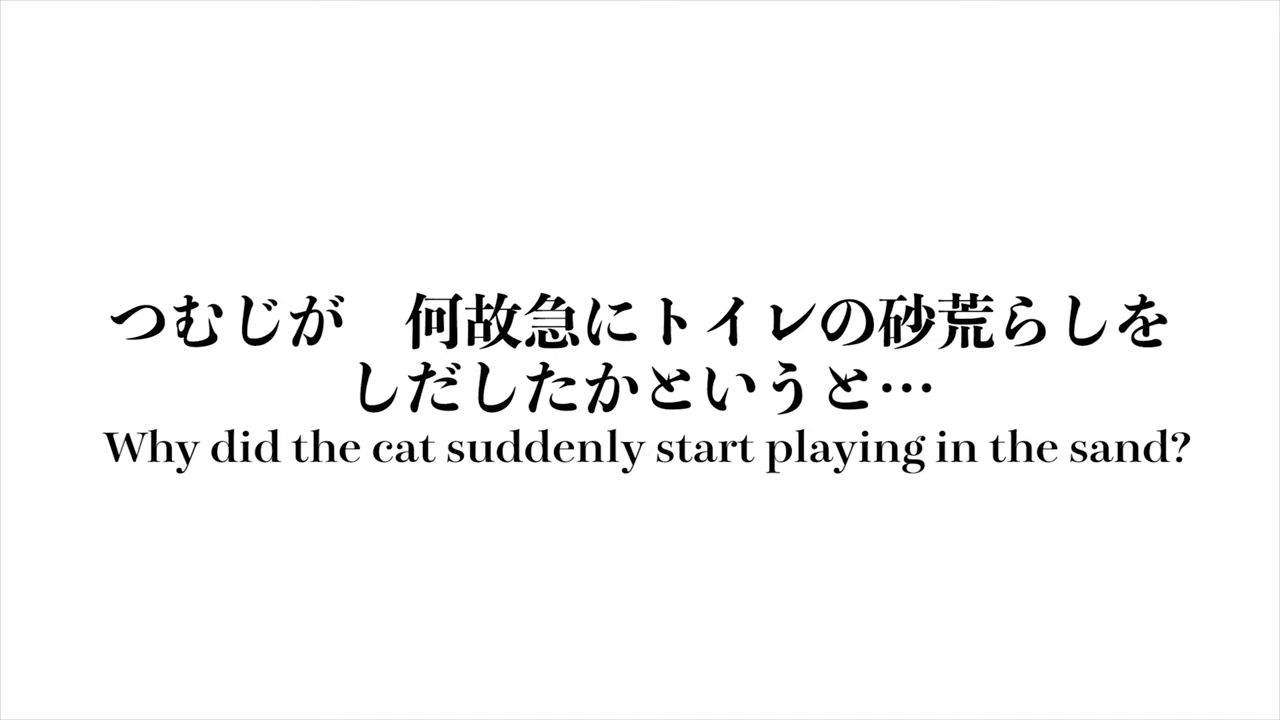 つむじが　何故急にトイレの砂荒らしを
しだしたかというと…
Why did the cat suddenly start playing in the sand?